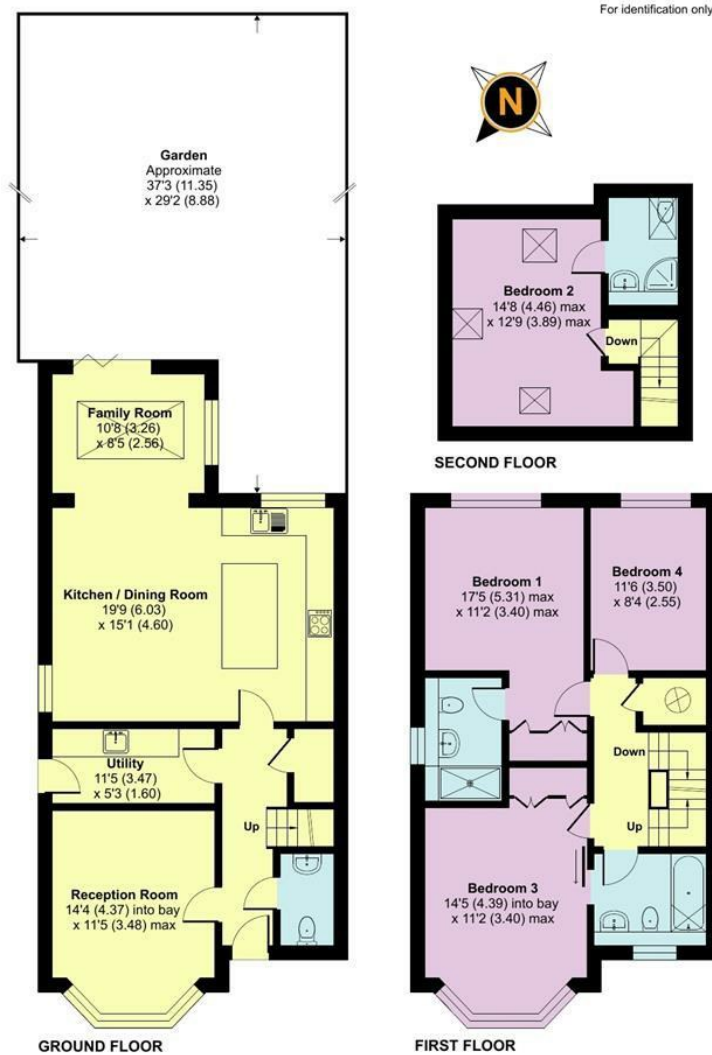 For identification only
N
Garden
Approximate
37'3 (11.35)
x 29'2 (8.88)
Family Room
10'8 (3.26)
x 8'5 (2.56)
Kitchen / Dining Room
19'9 (6.03)
x 15'1 (4.60)
Utility
11'5 (3.47)
x 5'3 (1.60)
Up
Reception Room
14'4 (4.37) into bay
x 11'5 (3.48) max
GROUND FLOOR
Bedroom 2
14'8 (4.46) max
x 12'9 (3.89) max
Down
SECOND FLOOR
Bedroom 1
17'5 (5.31) max
x 11'2 (3.40) max
Bedroom 4
11'6 (3.50)
x 8'4 (2.55)
Down
Up
Bedroom 3
14'5 (4.39) into bay
x 11'2 (3.40) max
FIRST FLOOR